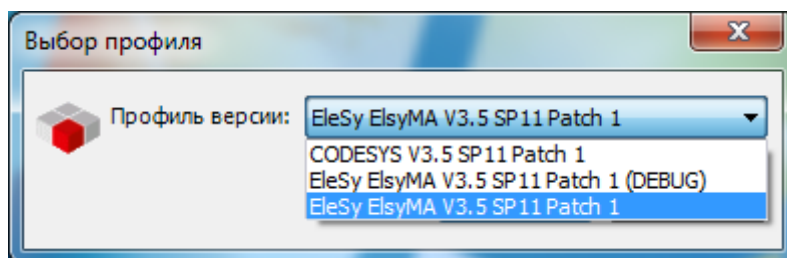 Выбор профиля
Профиль версии: EleSy ElsyMA V3.5 SP11 Patch 1
CODESYS V3.5 SP11 Patch 1
EleSy ElsyMA V3.5 SP11 Patch 1 (DEBUG)
EleSy ElsyMA V3.5 SP11 Patch 1